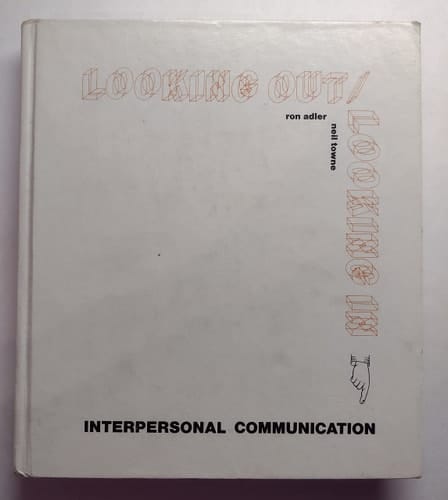 LOOKING OUT/
LOOKING IN
ron adler
neil towne
INTERPERSONAL COMMUNICATION